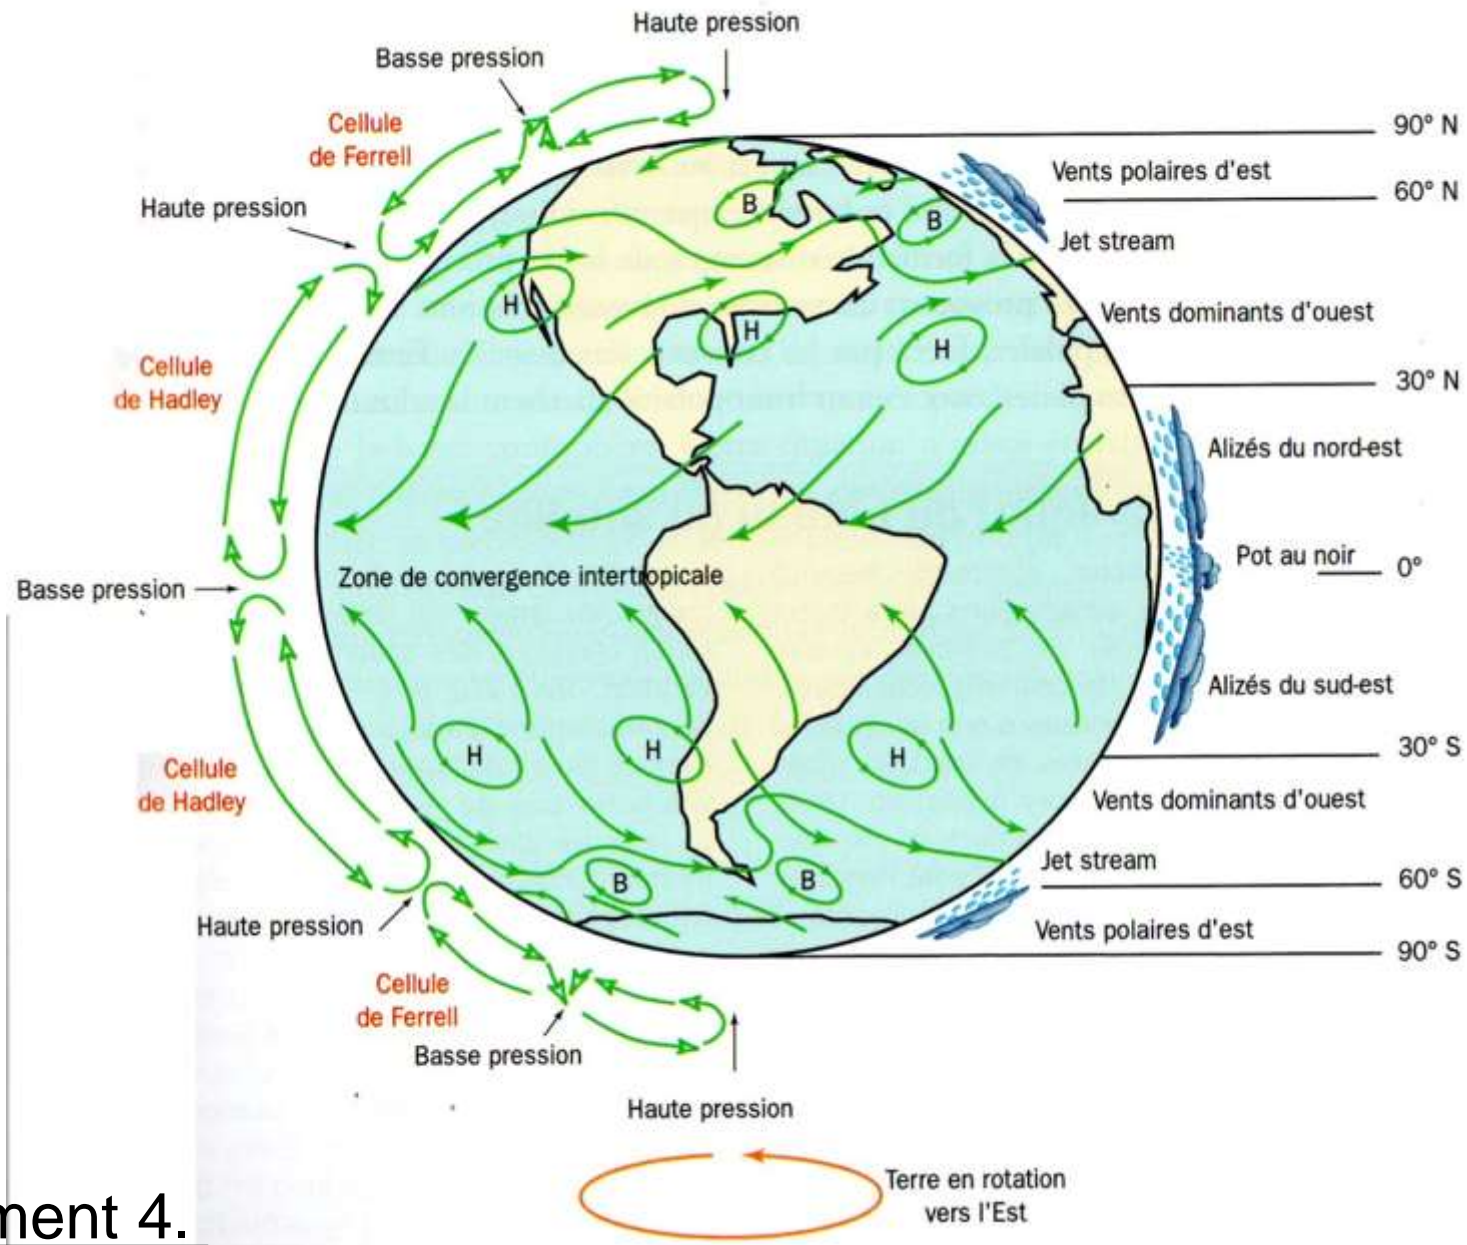 Haute pression
Basse pression
Cellule
de Ferrell
Haute pression
Cellule
de Hadley
Basse pression
Cellule
de Hadley
Haute pression
Cellule
de Ferrell
Basse pression
Haute pression
B
B
H
H
H
Zone de convergence intertropicale
H
H
H
B
B
90° N
Vents polaires d'est
60° N
Jet stream
Vents dominants d'ouest
30° N
Alizés du nord-est
Pot au noir
0°
Alizés du sud-est
30° S
Vents dominants d'ouest
Jet stream
60° S
Vents polaires d'est
90° S
Terre en rotation
vers l'Est
ment 4.